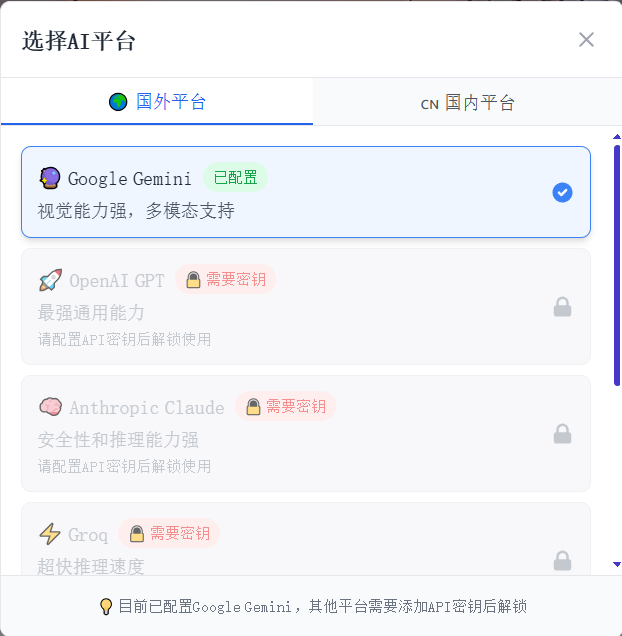 选择AI平台
国外平台
CN 国内平台
Google Gemini 已配置
视觉能力强，多模态支持
OpenAI GPT 需要密钥
最强通用能力
请配置API密钥后解锁使用
Anthropic Claude 需要密钥
安全性和推理能力强
请配置API密钥后解锁使用
Groq 需要密钥
超快推理速度
目前已配置Google Gemini，其他平台需要添加API密钥后解锁